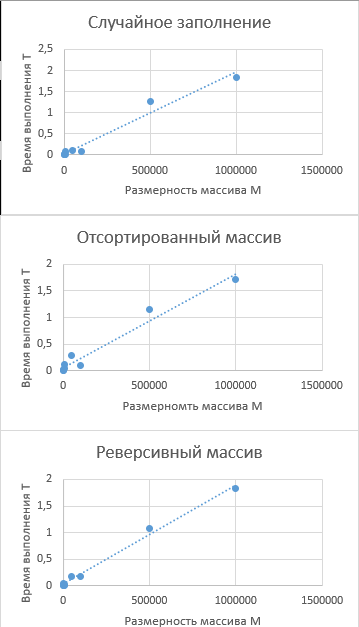 Случайное заполнение
2,5
2
1,5
1
0,5
0
Время выполнения T
0 500000 1000000 1500000
Размерность массива M
Отсортированный массив
2
1,5
1
0,5
0
Время выполнения T
0 500000 1000000 1500000
Размерномть массива M
Реверсивный массив
2
1,5
1
0,5
0
Время выполнения T
0 500000 1000000 1500000
Размерность массива M